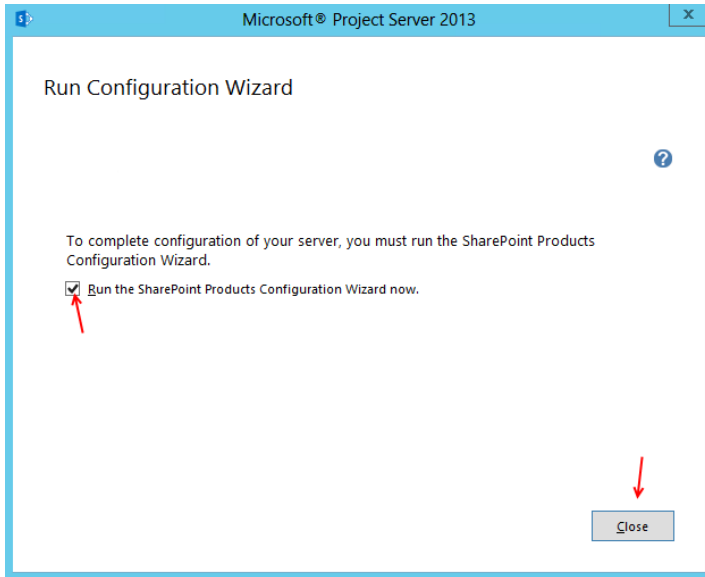 Microsoft® Project Server 2013
x
Run Configuration Wizard
?
To complete configuration of your server, you must run the SharePoint Products
Configuration Wizard.
Run the SharePoint Products Configuration Wizard now.
Close